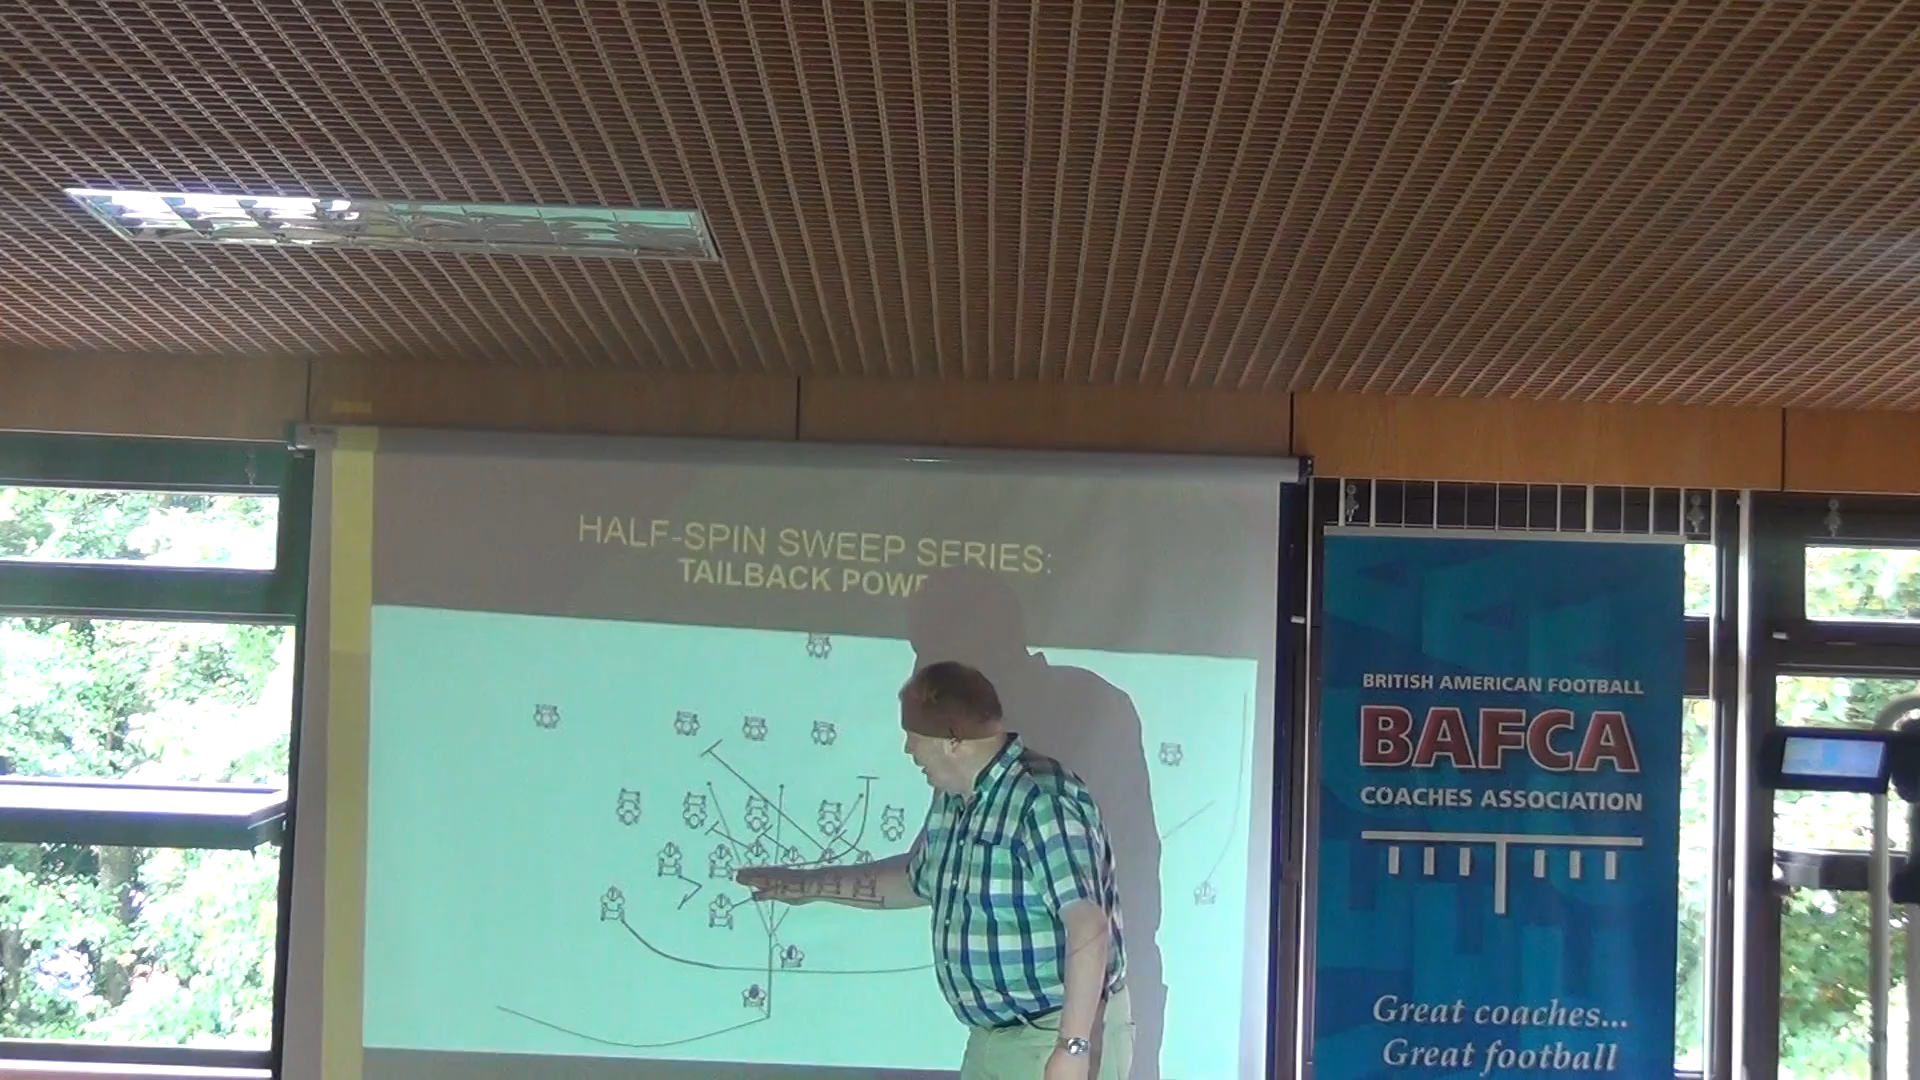 HALF-SPIN SWEEP SERIES:
TAILBACK POW
BRITISH AMERICAN FOOTBALL
BAFCA
COACHES ASSOCIATION
Great coaches...
Great football